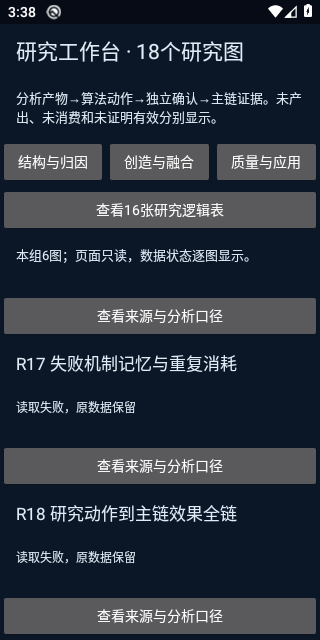 3:38
研究工作台 · 18个研究图
分析产物→算法动作→独立确认→主链证据。未产
出、未消费和未证明有效分别显示。
结构与归因 创造与融合 质量与应用
查看16张研究逻辑表
本组6图；页面只读，数据状态逐图显示。
查看来源与分析口径
R17 失败机制记忆与重复消耗
读取失败，原数据保留
查看来源与分析口径
R18 研究动作到主链效果全链
读取失败，原数据保留
查看来源与分析口径